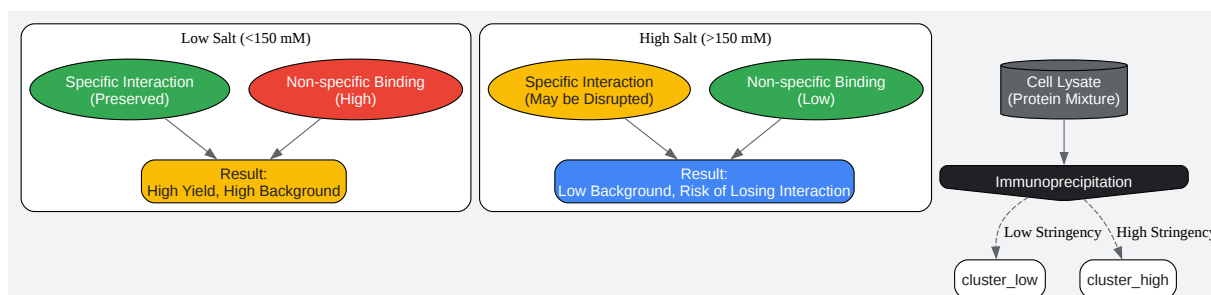 Low Salt (<150 mM)
Specific Interaction
(Preserved)
Non-specific Binding
(High)
Result:
High Yield, High Background
High Salt (>150 mM)
Specific Interaction
(May be Disrupted)
Non-specific Binding
(Low)
Result:
Low Background, Risk of Losing Interaction
Cell Lysate
(Protein Mixture)
Immunoprecipitation
Low Stringency
High Stringency
cluster_low
cluster_high